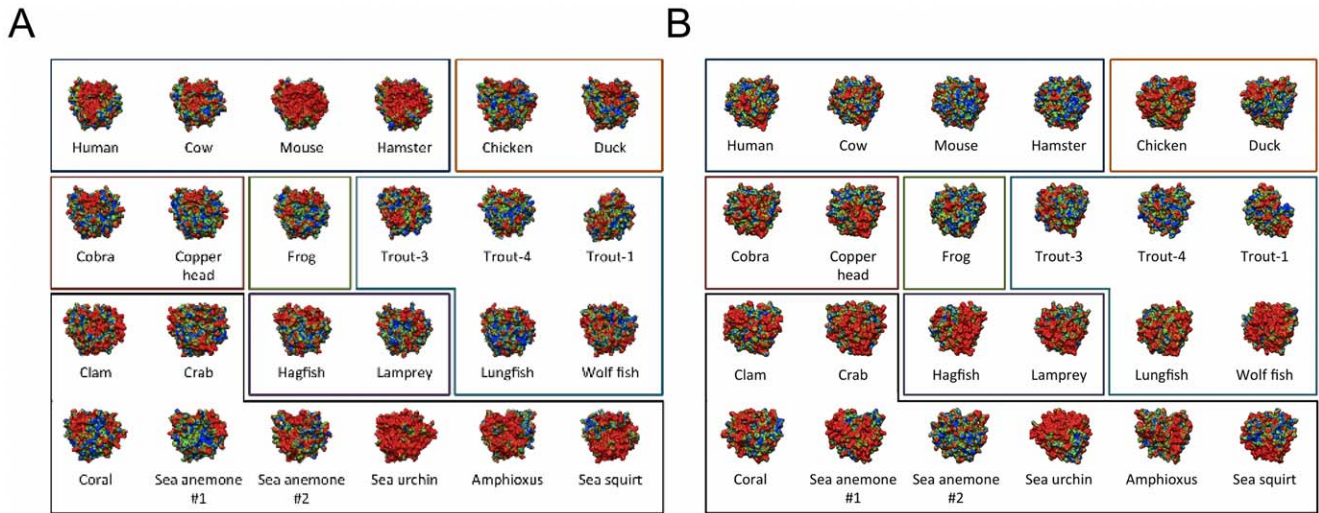 A
Human Cow Mouse Hamster Chicken Duck
Cobra Copper head Frog Trout-3 Trout-4 Trout-1
Clam Crab Hagfish Lamprey Lungfish Wolf fish
Coral Sea anemone #1 Sea anemone #2 Sea urchin Amphioxus Sea squirt
B
Human Cow Mouse Hamster Chicken Duck
Cobra Copper head Frog Trout-3 Trout-4 Trout-1
Clam Crab Hagfish Lamprey Lungfish Wolf fish
Coral Sea anemone #1 Sea anemone #2 Sea urchin Amphioxus Sea squirt